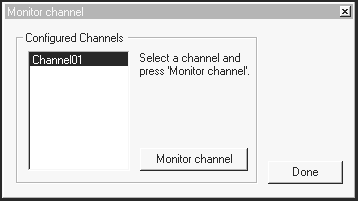 Monitor channel
Configured Channels
Channel01
Select a channel and
press 'Monitor channel'.
Monitor channel
Done